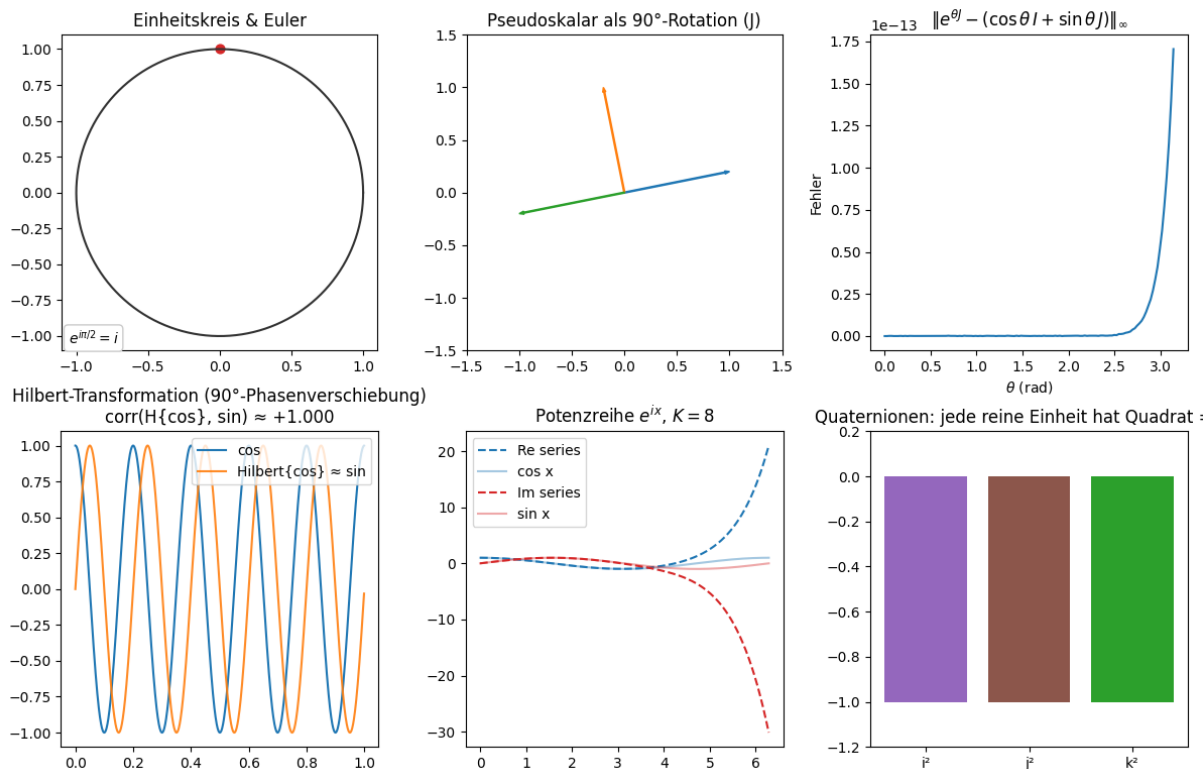 Einheitskreis & Euler
1.00
0.75
0.50
0.25
0.00
−0.25
−0.50
−0.75
−1.00
e^{iπ/2} = i
−1.0 −0.5 0.0 0.5 1.0
Pseudoskalar als 90°-Rotation (J)
1.5
1.0
0.5
0.0
−0.5
−1.0
−1.5
−1.5 −1.0 −0.5 0.0 0.5 1.0 1.5
‖e^{θJ} − (cos θ I + sin θ J)‖_∞
1e−13
1.75
1.50
1.25
1.00
0.75
0.50
0.25
0.00
Fehler
0.0 0.5 1.0 1.5 2.0 2.5 3.0
θ (rad)
Hilbert-Transformation (90°-Phasenverschiebung)
corr(H{cos}, sin) ≈ +1.000
1.00
0.75
0.50
0.25
0.00
−0.25
−0.50
−0.75
−1.00
cos
Hilbert{cos} ≈ sin
0.0 0.2 0.4 0.6 0.8 1.0
Potenzreihe e^{ix}, K = 8
20
10
0
−10
−20
−30
Re series
cos x
Im series
sin x
0 1 2 3 4 5 6
Quaternionen: jede reine Einheit hat Quadrat =
0.2
0.0
−0.2
−0.4
−0.6
−0.8
−1.0
−1.2
i² j² k²